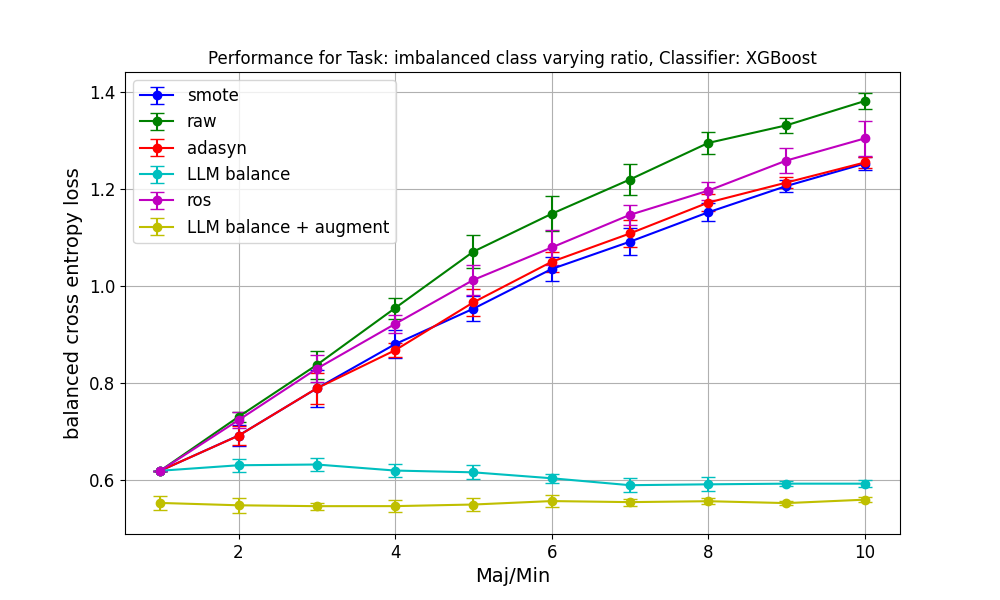 Performance for Task: imbalanced class varying ratio, Classifier: XGBoost
smote
raw
adasyn
LLM balance
ros
LLM balance + augment
balanced cross entropy loss
1.4
1.2
1.0
0.8
0.6
2 4 6 8 10
Maj/Min